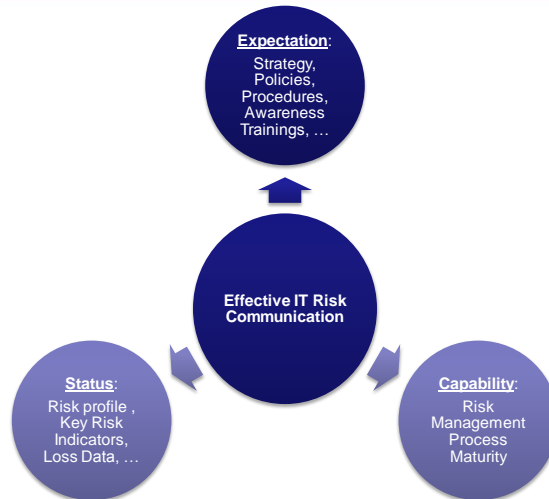 Expectation:
Strategy,
Policies,
Procedures,
Awareness
Trainings, ...
Effective IT Risk
Communication
Status:
Risk profile ,
Key Risk
Indicators,
Loss Data, ...
Capability:
Risk
Management
Process
Maturity